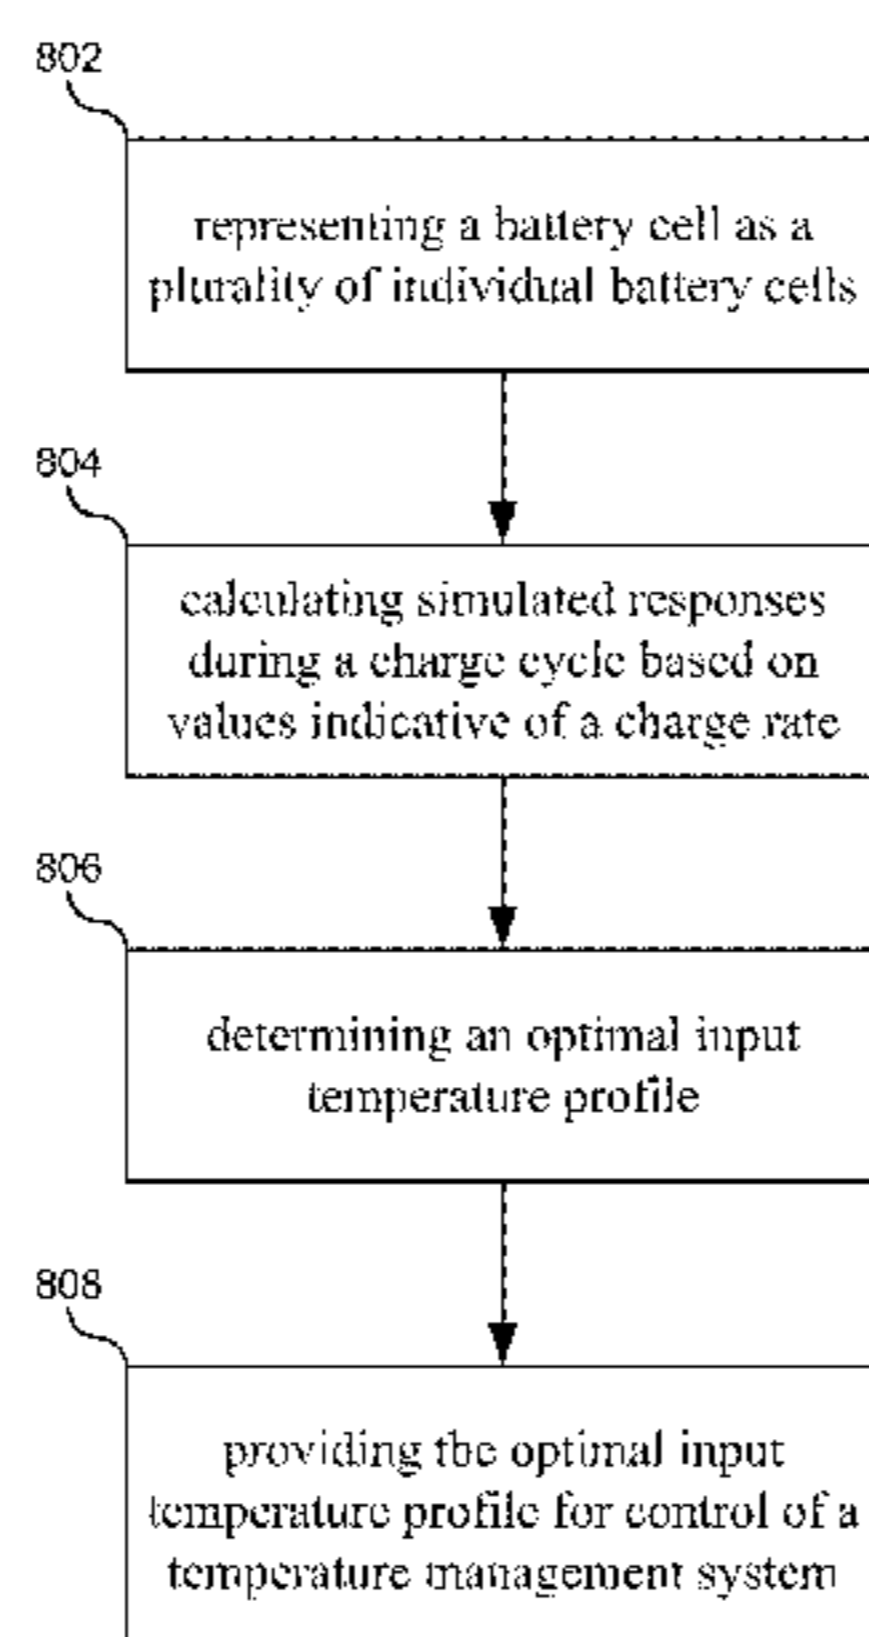 802
representing a battery cell as a
plurality of individual battery cells
804
calculating simulated responses
during a charge cycle based on
values indicative of a charge rate
806
determining an optimal input
temperature profile
808
providing the optimal input
temperature profile for control of a
temperature management system